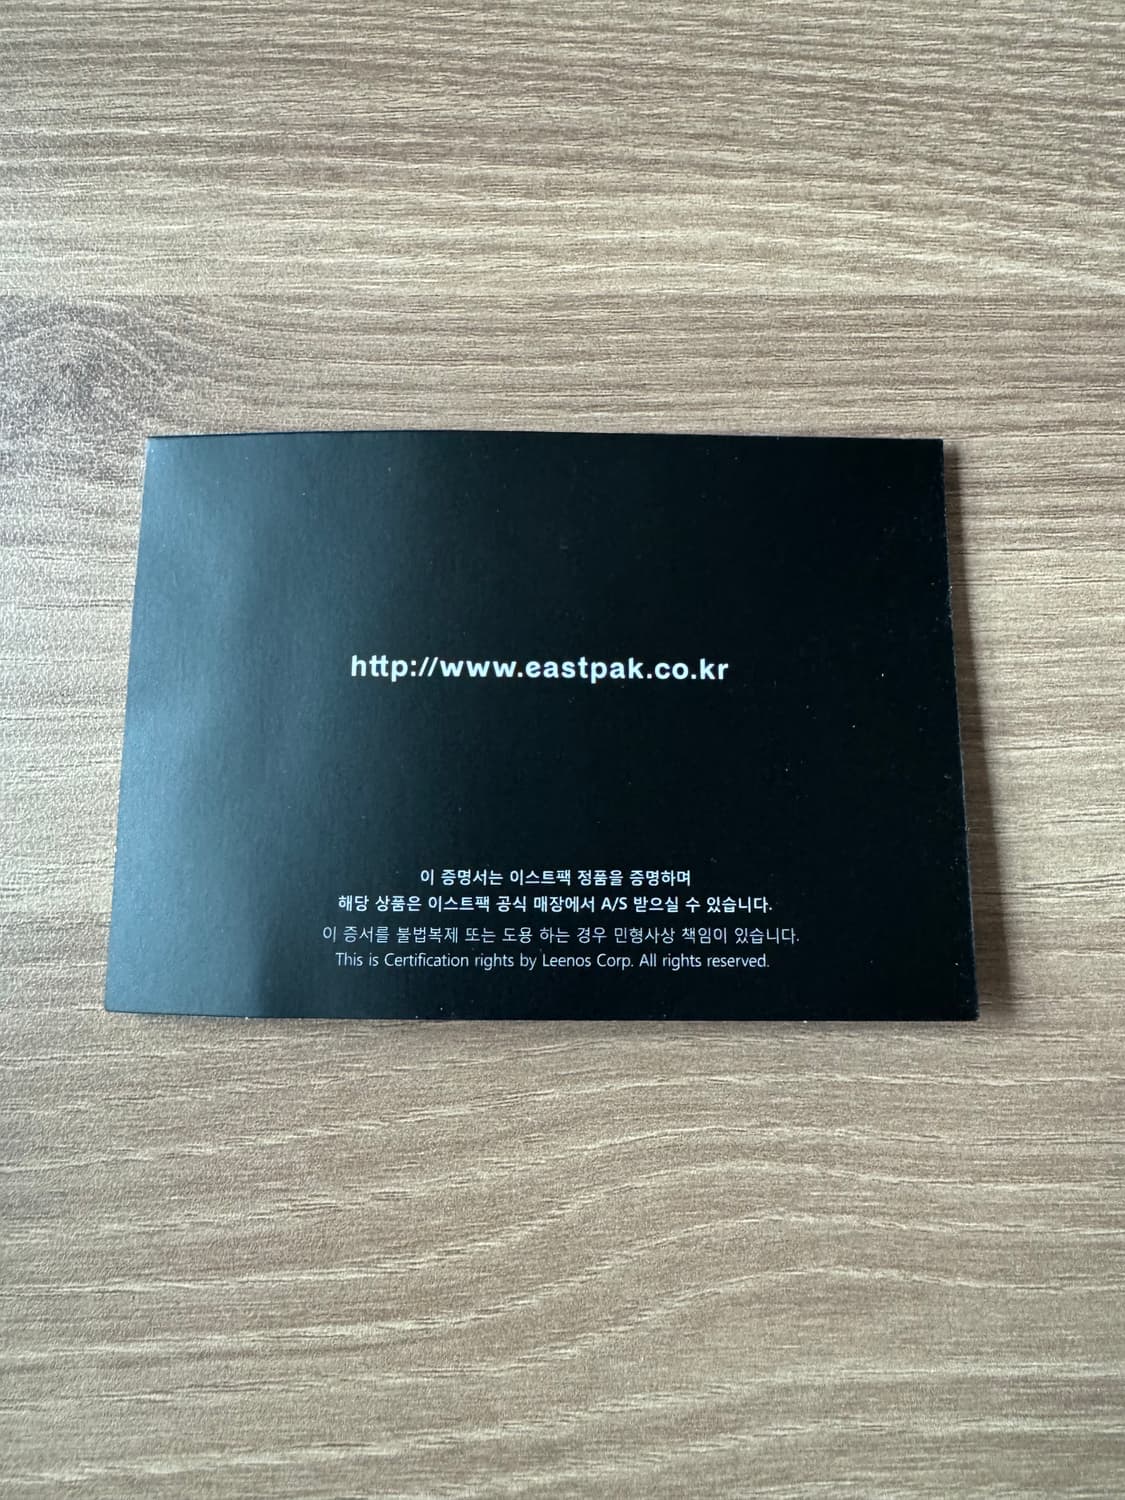 http://www.eastpak.co.kr
이 증명서는 이스트팩 정품을 증명하며
해당 상품은 이스트팩 공식 매장에서 A/S 받으실 수 있습니다.
이 증서를 불법복제 또는 도용 하는 경우 민형사상 책임이 있습니다.
This is Certification rights by Leenos Corp. All rights reserved.